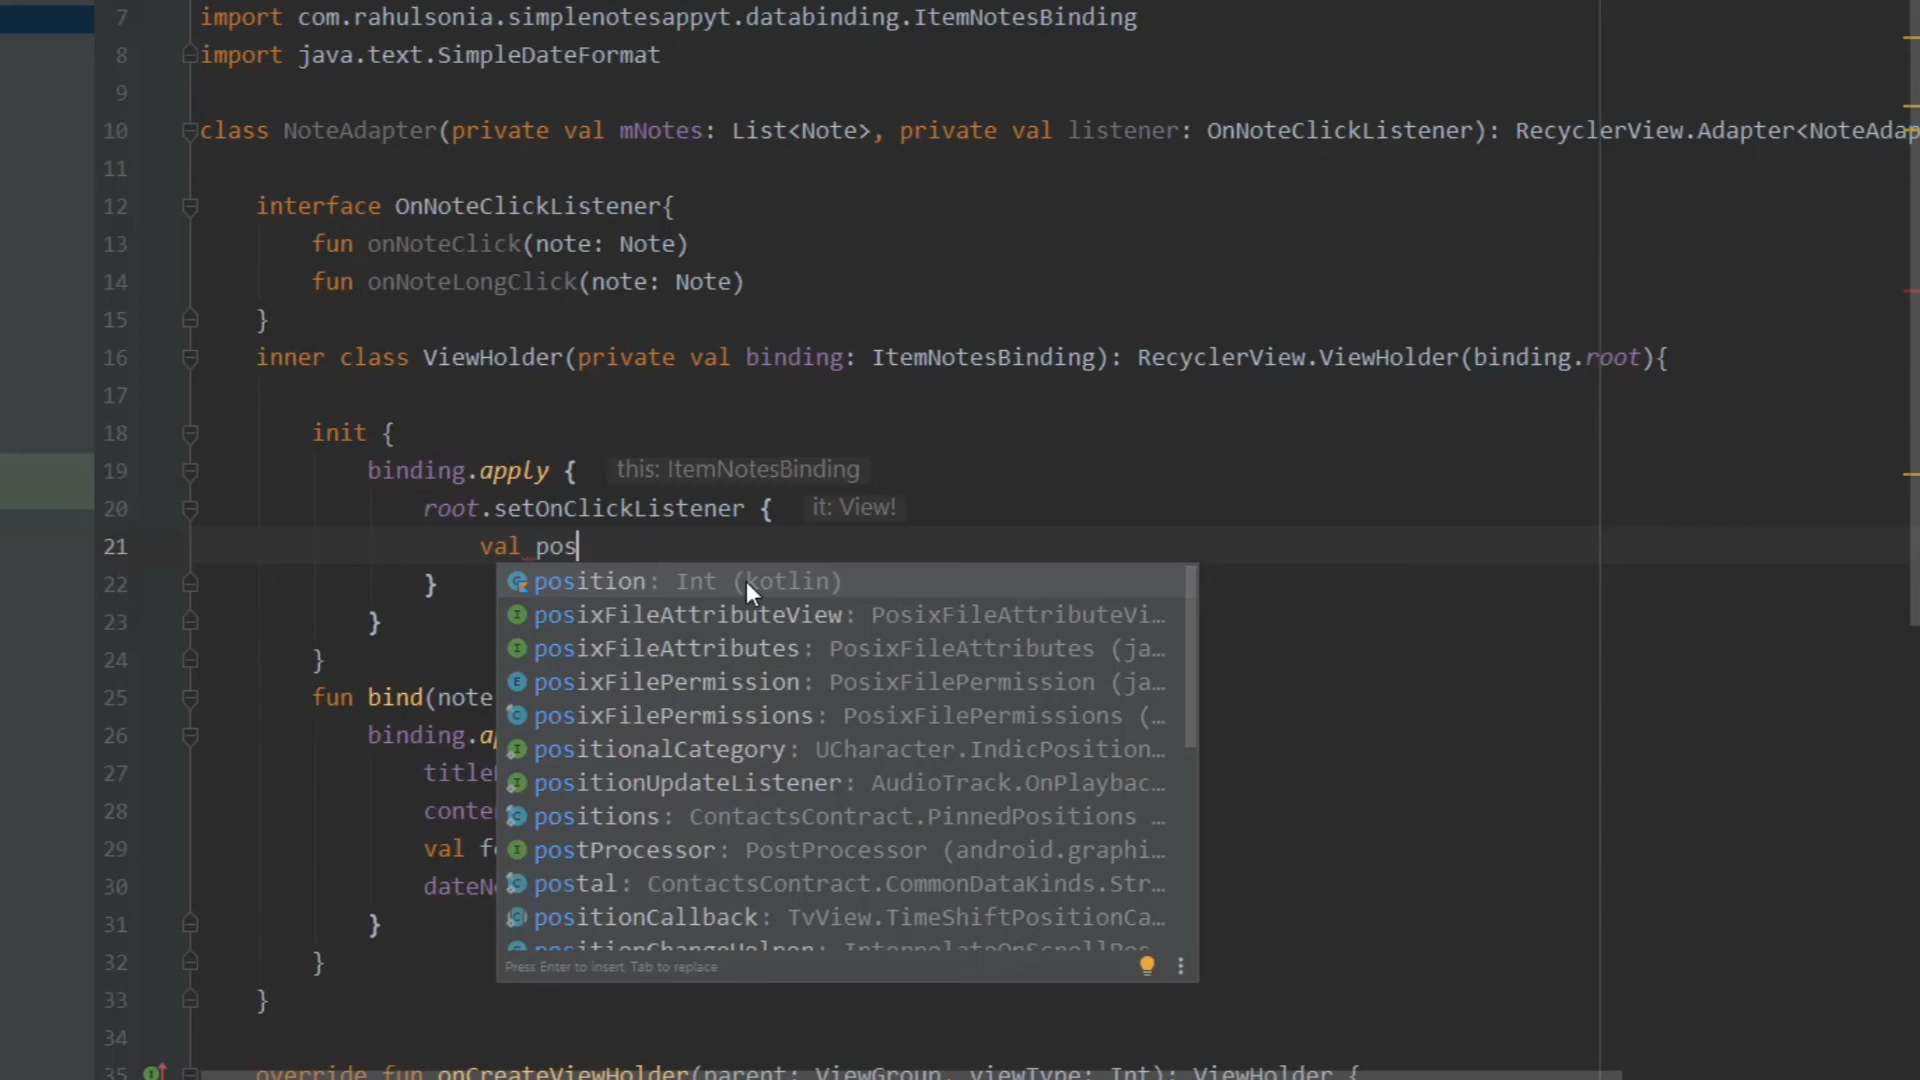 7 import com.rahulsonia.simplenotesappyt.databinding.ItemNotesBinding
8 import java.text.SimpleDateFormat
9
10 class NoteAdapter(private val mNotes: List<Note>, private val listener: OnNoteClickListener): RecyclerView.Adapter<NoteAdap
11
12 interface OnNoteClickListener{
13 fun onNoteClick(note: Note)
14 fun onNoteLongClick(note: Note)
15 }
16 inner class ViewHolder(private val binding: ItemNotesBinding): RecyclerView.ViewHolder(binding.root){
17
18 init {
19 binding.apply { this: ItemNotesBinding
20 root.setOnClickListener { it: View!
21 val pos
22 }
23 }
24 }
25 fun bind(note
26 binding.ap
27 title
28 conten
29 val fo
30 dateNo
31 }
32 }
33 }
34
35 override fun onCreateViewHolder(parent: ViewGroup, viewType: Int): ViewHolder {
position: Int (kotlin)
posixFileAttributeView: PosixFileAttributeVi…
posixFileAttributes: PosixFileAttributes (ja…
posixFilePermission: PosixFilePermission (ja…
posixFilePermissions: PosixFilePermissions (…
positionalCategory: UCharacter.IndicPosition…
positionUpdateListener: AudioTrack.OnPlaybac…
positions: ContactsContract.PinnedPositions …
postProcessor: PostProcessor (android.graphi…
postal: ContactsContract.CommonDataKinds.Str…
positionCallback: TvView.TimeShiftPositionCa…
positionChangeHelper: InterpolateOnScrollPos…
Press Enter to insert, Tab to replace